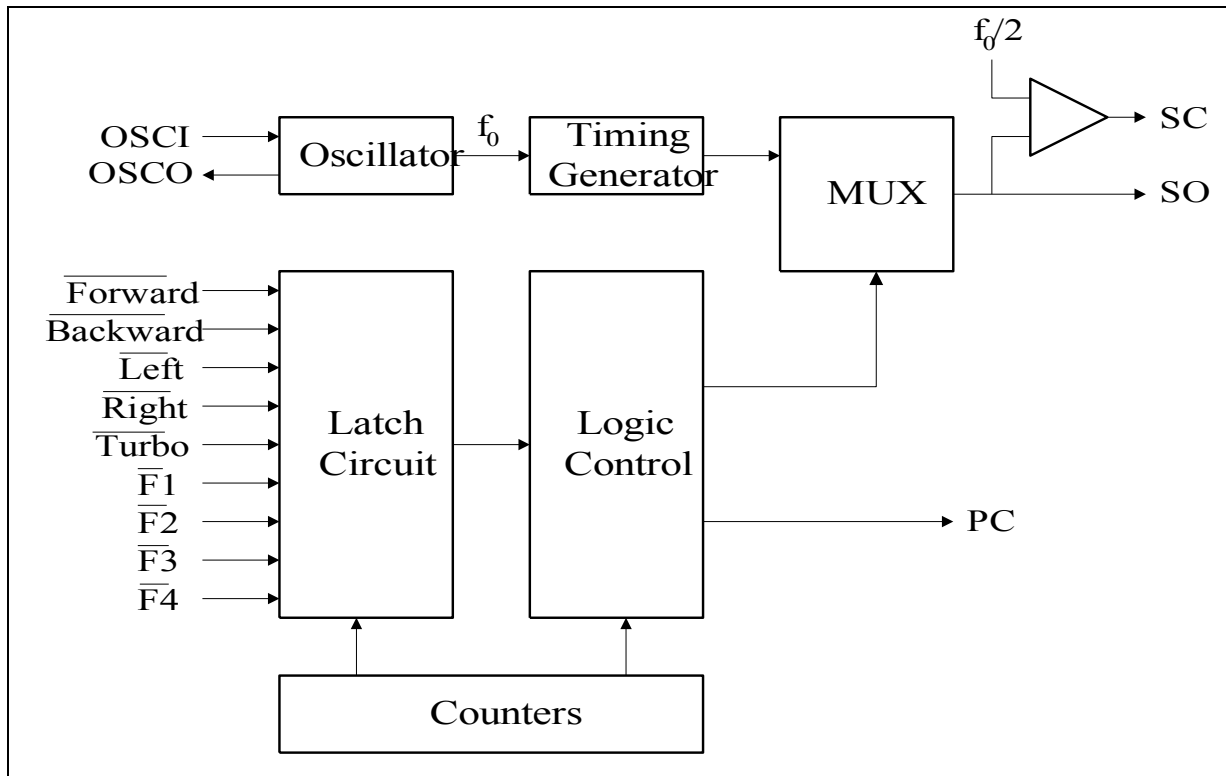 f₀/2
OSCI
OSCO
Oscillator
f₀
Timing
Generator
MUX
SC
SO
Forward
Backward
Left
Right
Turbo
F1
F2
F3
F4
Latch
Circuit
Logic
Control
PC
Counters